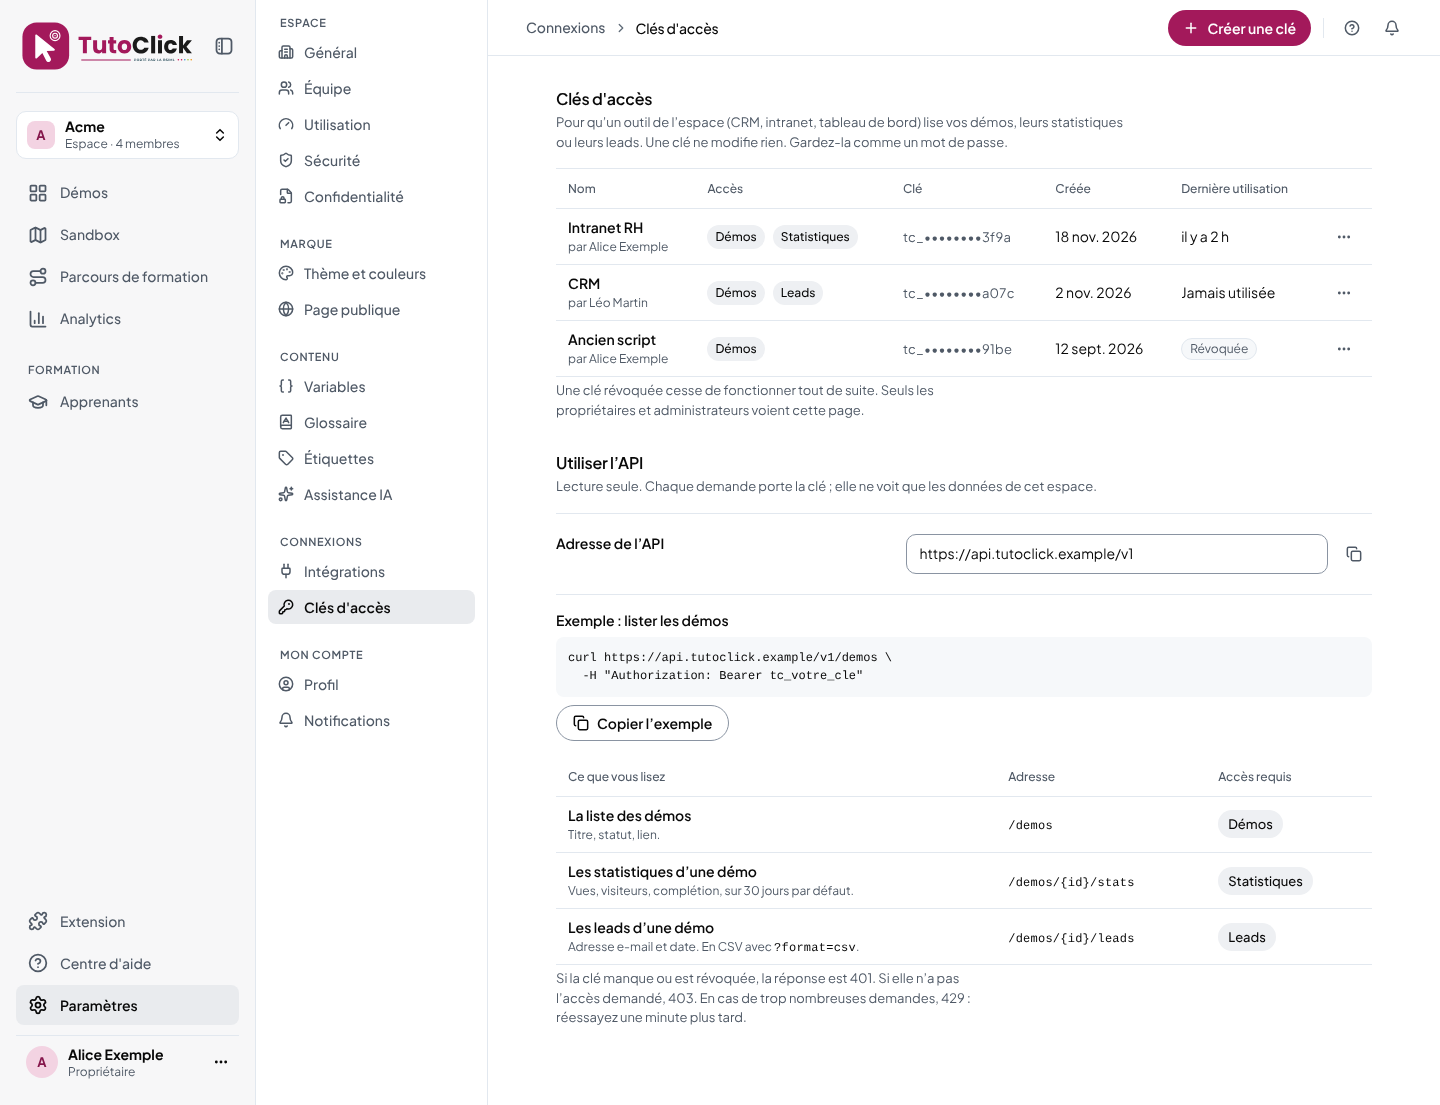 TutoClick
Acme
Espace · 4 membres
A
Démos
Sandbox
Parcours de formation
Analytics
FORMATION
Apprenants
Extension
Centre d'aide
Paramètres
A
Alice Exemple
Propriétaire
ESPACE
Général
Équipe
Utilisation
Sécurité
Confidentialité
MARQUE
Thème et couleurs
Page publique
CONTENU
Variables
Glossaire
Étiquettes
Assistance IA
CONNEXIONS
Intégrations
Clés d'accès
MON COMPTE
Profil
Notifications
Connexions > Clés d'accès
+ Créer une clé
Clés d'accès
Pour qu'un outil de l'espace (CRM, intranet, tableau de bord) lise vos démos, leurs statistiques
ou leurs leads. Une clé ne modifie rien. Gardez-la comme un mot de passe.
Nom Accès Clé Créée Dernière utilisation
Intranet RH
par Alice Exemple
Démos Statistiques tc_••••••••3f9a 18 nov. 2026 il y a 2 h
CRM
par Léo Martin
Démos Leads tc_••••••••a07c 2 nov. 2026 Jamais utilisée
Ancien script
par Alice Exemple
Démos tc_••••••••91be 12 sept. 2026 Révoquée
Une clé révoquée cesse de fonctionner tout de suite. Seuls les
propriétaires et administrateurs voient cette page.
Utiliser l’API
Lecture seule. Chaque demande porte la clé ; elle ne voit que les données de cet espace.
Adresse de l’API
https://api.tutoclick.example/v1
Exemple : lister les démos
curl https://api.tutoclick.example/v1/demos \
  -H "Authorization: Bearer tc_votre_cle"
Copier l’exemple
Ce que vous lisez Adresse Accès requis
La liste des démos
Titre, statut, lien.
/demos Démos
Les statistiques d’une démo
Vues, visiteurs, complétion, sur 30 jours par défaut.
/demos/{id}/stats Statistiques
Les leads d’une démo
Adresse e-mail et date. En CSV avec ?format=csv.
/demos/{id}/leads Leads
Si la clé manque ou est révoquée, la réponse est 401. Si elle n'a pas
l'accès demandé, 403. En cas de trop nombreuses demandes, 429 :
réessayez une minute plus tard.